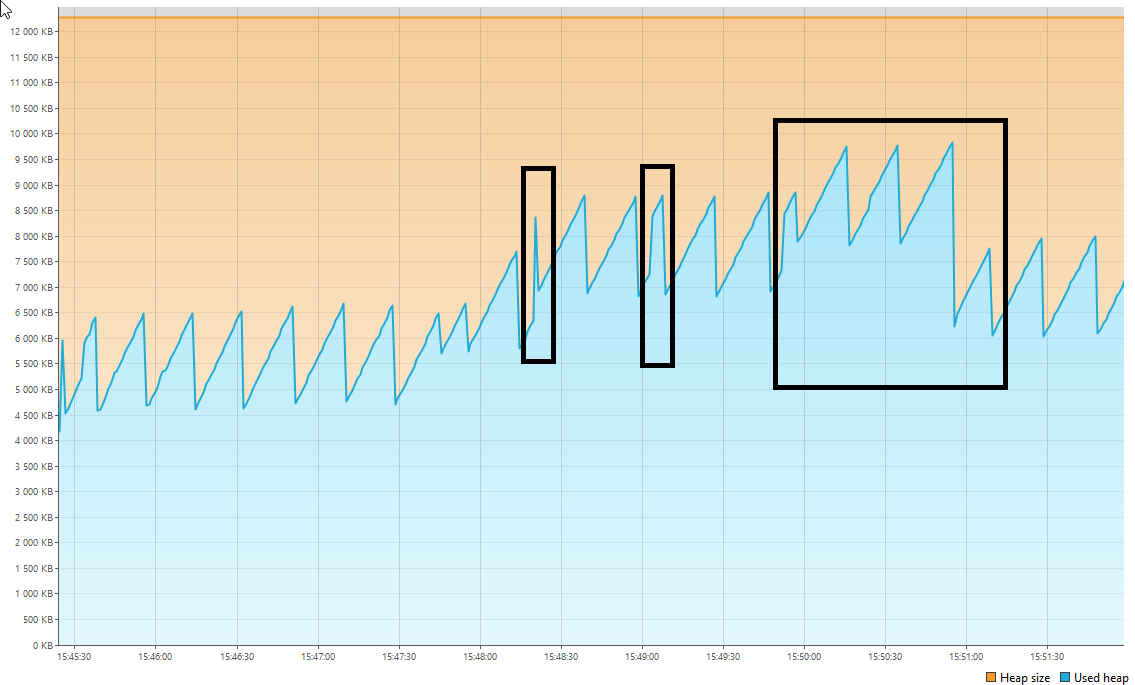 12 000 KB
11 500 KB
11 000 KB
10 500 KB
10 000 KB
9 500 KB
9 000 KB
8 500 KB
8 000 KB
7 500 KB
7 000 KB
6 500 KB
6 000 KB
5 500 KB
5 000 KB
4 500 KB
4 000 KB
3 500 KB
3 000 KB
2 500 KB
2 000 KB
1 500 KB
1 000 KB
500 KB
0 KB
15:45:30 15:46:00 15:46:30 15:47:00 15:47:30 15:48:00 15:48:30 15:49:00 15:49:30 15:50:00 15:50:30 15:51:00 15:51:30
Heap size Used heap